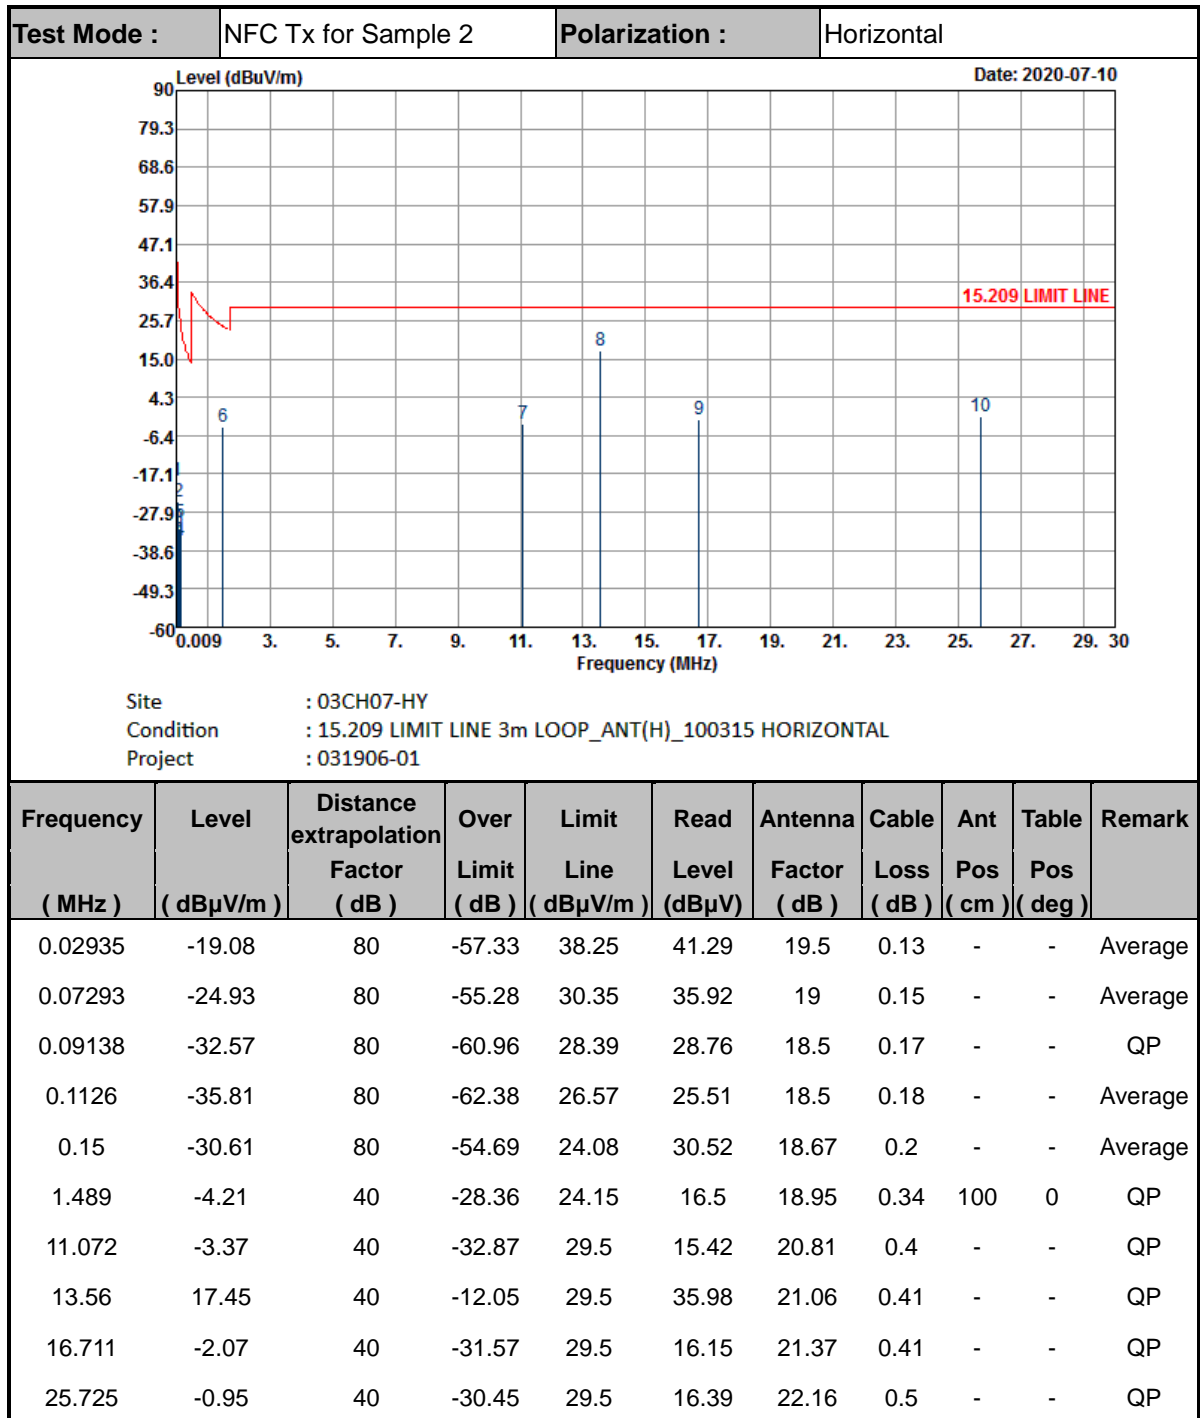 Test Mode : NFC Tx for Sample 2 Polarization : Horizontal
Level (dBuV/m) Date: 2020-07-10
90
79.3
68.6
57.9
47.1
36.4
15.209 LIMIT LINE
25.7
8
15.0
4.3
6 7 9 10
-6.4
-17.1
2
-27.9
-38.6
-49.3
-60
0.009 3. 5. 7. 9. 11. 13. 15. 17. 19. 21. 23. 25. 27. 29. 30
Frequency (MHz)
Site : 03CH07-HY
Condition : 15.209 LIMIT LINE 3m LOOP_ANT(H)_100315 HORIZONTAL
Project : 031906-01
Frequency Level Distance extrapolation Over Limit Read Antenna Cable Ant Table Remark
Factor Limit Line Level Factor Loss Pos Pos
( MHz ) ( dBµV/m ) ( dB ) ( dB ) ( dBµV/m ) (dBµV) ( dB ) ( dB ) ( cm ) ( deg )
0.02935 -19.08 80 -57.33 38.25 41.29 19.5 0.13 - - Average
0.07293 -24.93 80 -55.28 30.35 35.92 19 0.15 - - Average
0.09138 -32.57 80 -60.96 28.39 28.76 18.5 0.17 - - QP
0.1126 -35.81 80 -62.38 26.57 25.51 18.5 0.18 - - Average
0.15 -30.61 80 -54.69 24.08 30.52 18.67 0.2 - - Average
1.489 -4.21 40 -28.36 24.15 16.5 18.95 0.34 100 0 QP
11.072 -3.37 40 -32.87 29.5 15.42 20.81 0.4 - - QP
13.56 17.45 40 -12.05 29.5 35.98 21.06 0.41 - - QP
16.711 -2.07 40 -31.57 29.5 16.15 21.37 0.41 - - QP
25.725 -0.95 40 -30.45 29.5 16.39 22.16 0.5 - - QP